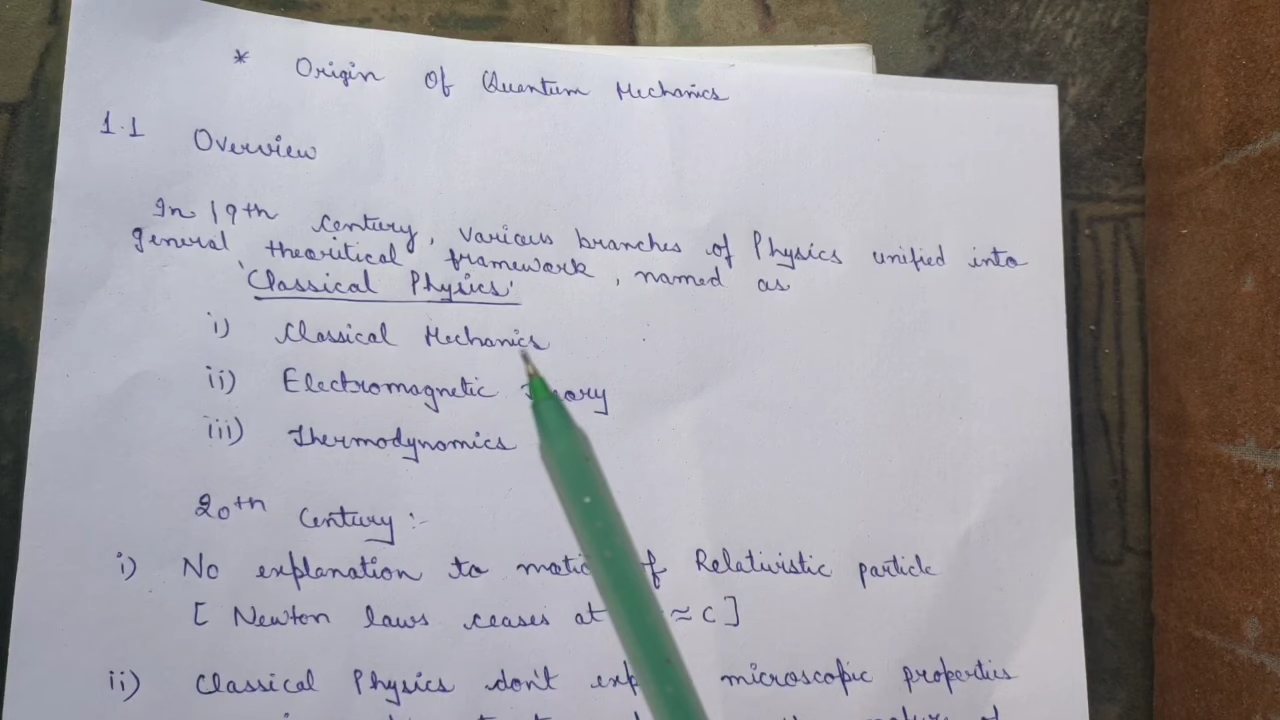 * Origin Of Quantum Mechanics
1.1 Overview
In 19th century, various branches of Physics unified into
general theoritical framework, named as
'Classical Physics'
i) Classical Mechanics
ii) Electromagnetic
iii) Thermodynamics
20th Century :-
i) No explanation to of Relativistic particle
[ Newton laws ceases at ≈ C ]
ii) Classical Physics don't microscopic properties